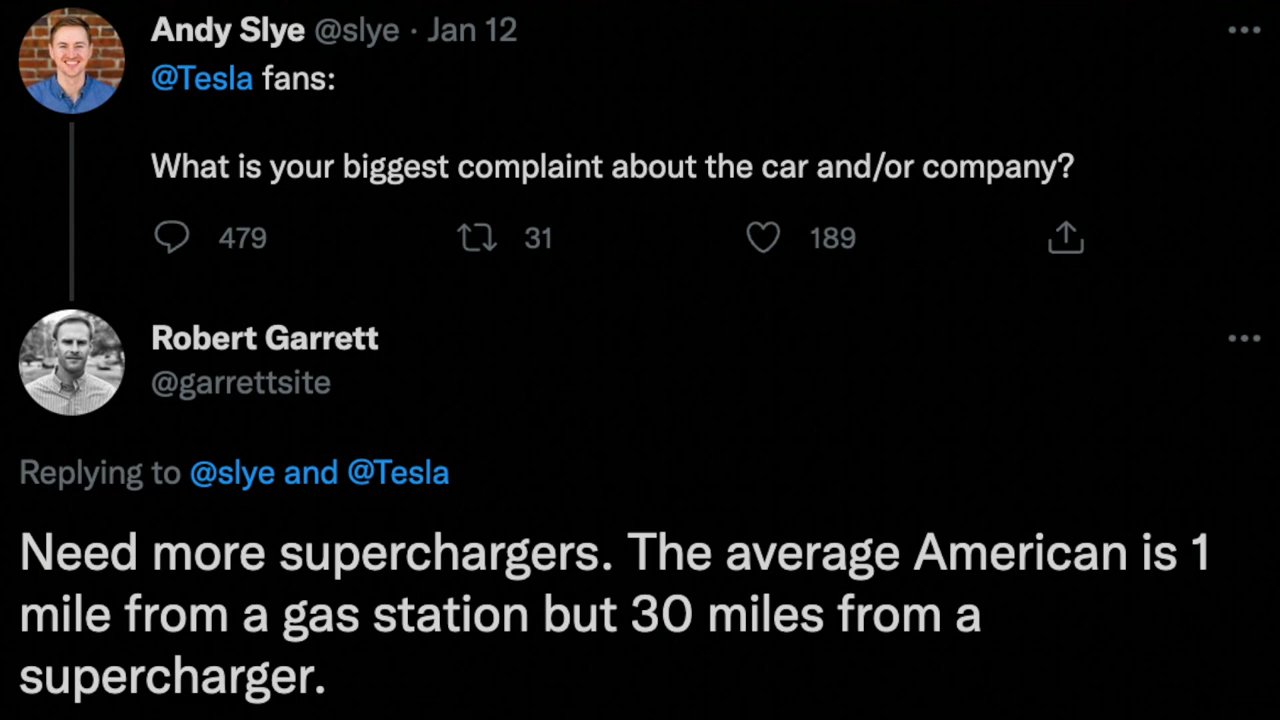 Andy Slye @slye · Jan 12
@Tesla fans:
What is your biggest complaint about the car and/or company?
479 31 189
Robert Garrett
@garrettsite
Replying to @slye and @Tesla
Need more superchargers. The average American is 1
mile from a gas station but 30 miles from a
supercharger.